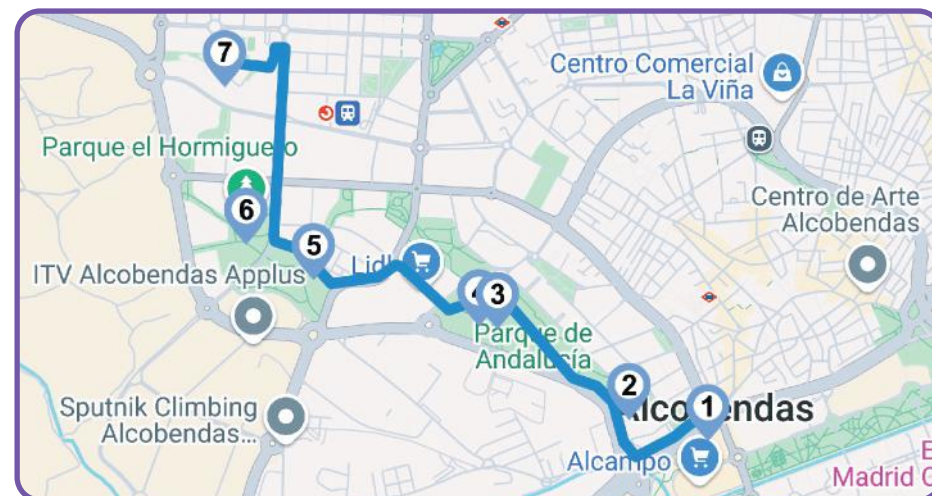 7
Centro Comercial
La Viña
Parque el Hormiguero
6
Centro de Arte
Alcobendas
5
Lidl
ITV Alcobendas Applus
4
3
Parque de
Andalucía
2
1
Alcobendas
Sputnik Climbing
Alcobendas...
Alcampo
Madrid